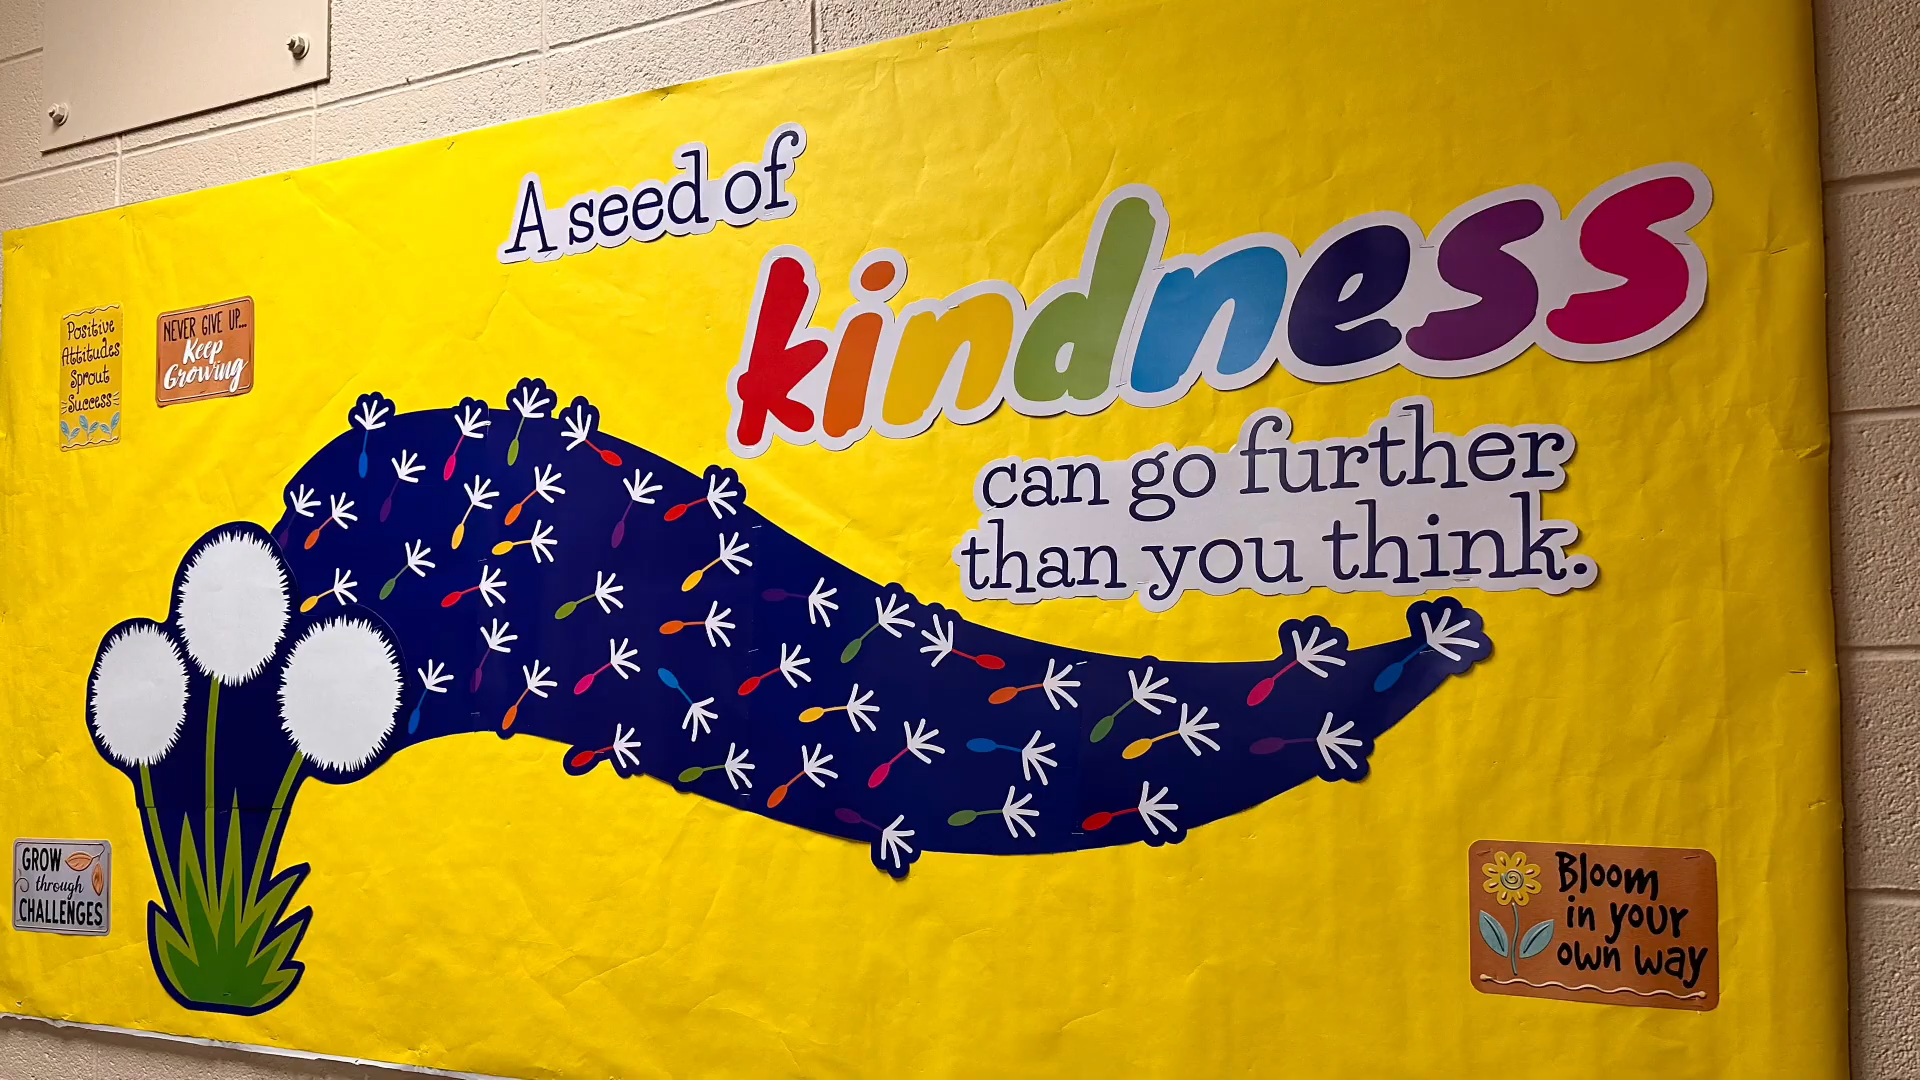 A seed of
kindness
can go further
than you think.
Positive
Attitudes
Sprout
Success
NEVER GIVE UP...
Keep
Growing
GROW
through
CHALLENGES
Bloom
in your
own way